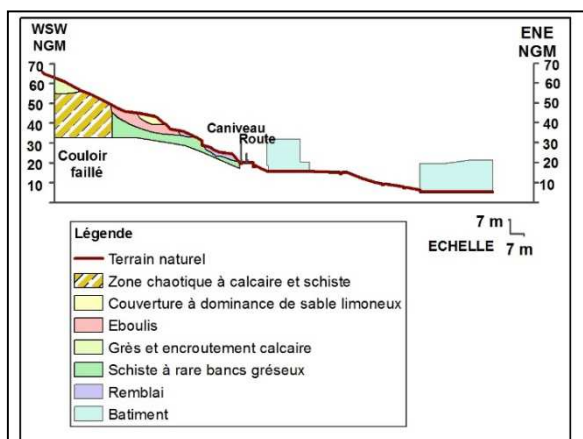 WSW
NGM
ENE
NGM
70
60
50
40
30
20
10
70
60
50
40
30
20
10
Caniveau
Route
Couloir
faillé
7 m
ECHELLE 7 m
Légende
Terrain naturel
Zone chaotique à calcaire et schiste
Couverture à dominance de sable limoneux
Eboulis
Grès et encroutement calcaire
Schiste à rare bancs gréseux
Remblai
Batiment